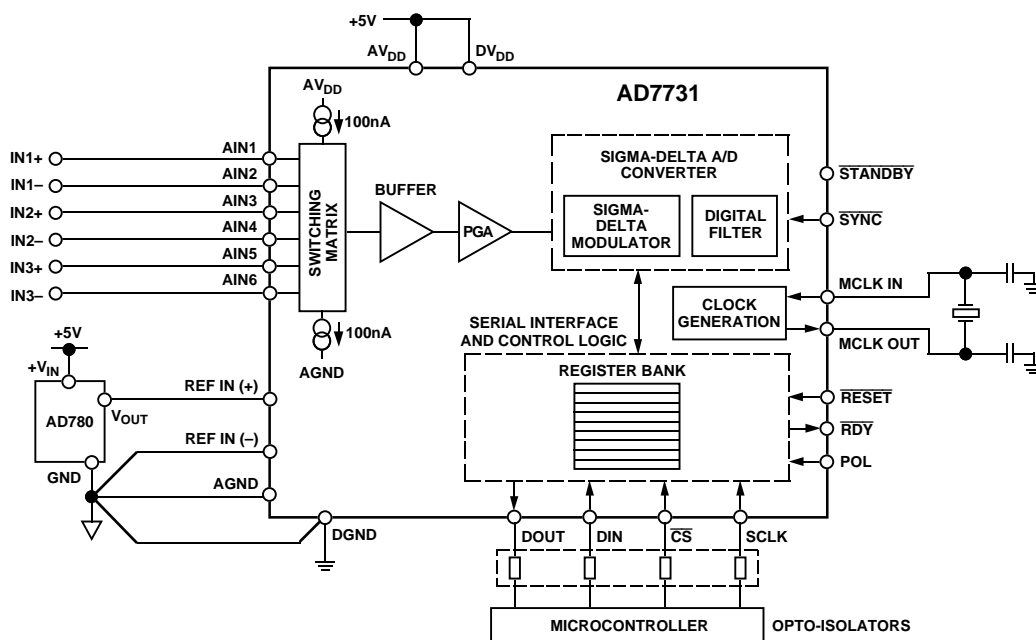 +5V
AVDD
DVDD
AD7731
AVDD
100nA
IN1+
IN1–
IN2+
IN2–
IN3+
IN3–
AIN1
AIN2
AIN3
AIN4
AIN5
AIN6
SWITCHING
MATRIX
BUFFER
PGA
SIGMA-DELTA A/D
CONVERTER
SIGMA-
DELTA
MODULATOR
DIGITAL
FILTER
STANDBY
SYNC
100nA
AGND
CLOCK
GENERATION
MCLK IN
MCLK OUT
SERIAL INTERFACE
AND CONTROL LOGIC
REGISTER BANK
RESET
RDY
POL
+5V
+VIN
AD780
VOUT
GND
REF IN (+)
REF IN (–)
AGND
DGND
DOUT
DIN
CS
SCLK
MICROCONTROLLER
OPTO-ISOLATORS